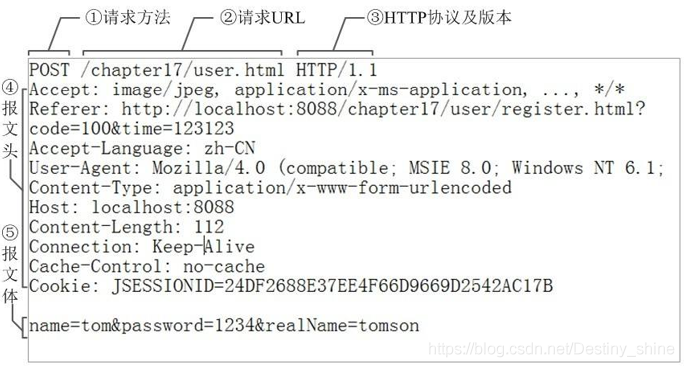 ①请求方法 ②请求URL ③HTTP协议及版本
POST /chapter17/user.html HTTP/1.1
④报文头
Accept: image/jpeg, application/x-ms-application, ..., */*
Referer: http://localhost:8088/chapter17/user/register.html?
code=100&time=123123
Accept-Language: zh-CN
User-Agent: Mozilla/4.0 (compatible; MSIE 8.0; Windows NT 6.1;
Content-Type: application/x-www-form-urlencoded
Host: localhost:8088
Content-Length: 112
Connection: Keep-Alive
Cache-Control: no-cache
Cookie: JSESSIONID=24DF2688E37EE4F66D9669D2542AC17B
⑤报文体
name=tom&password=1234&realName=tomson
https://blog.csdn.net/Destiny_shine